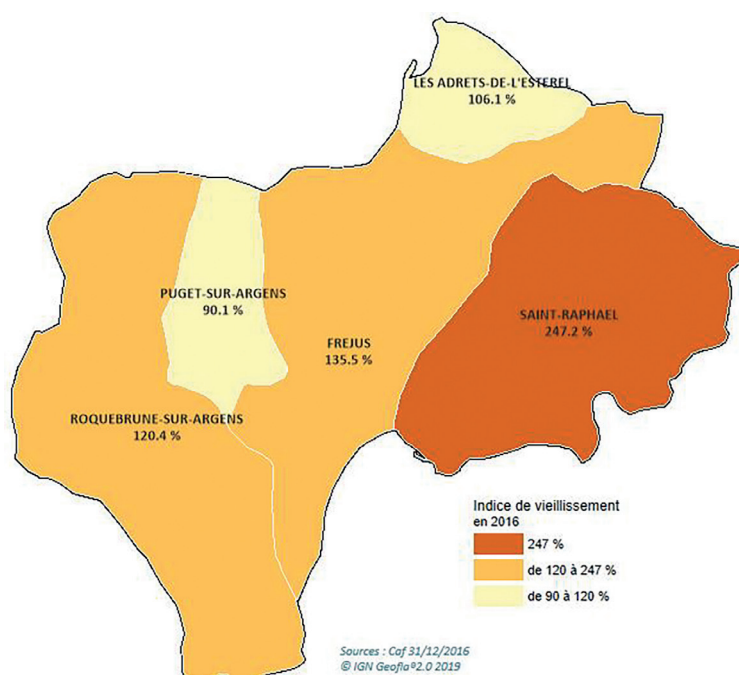 LES ADRETS-DE-L'ESTEREL
106.1 %
PUGET-SUR-ARGENS
90.1 %
SAINT-RAPHAEL
247.2 %
FREJUS
135.5 %
ROQUEBRUNE-SUR-ARGENS
120.4 %
Indice de vieillissement
en 2016
247 %
de 120 à 247 %
de 90 à 120 %
Sources : Caf 31/12/2016
© IGN Geofla®2.0 2019